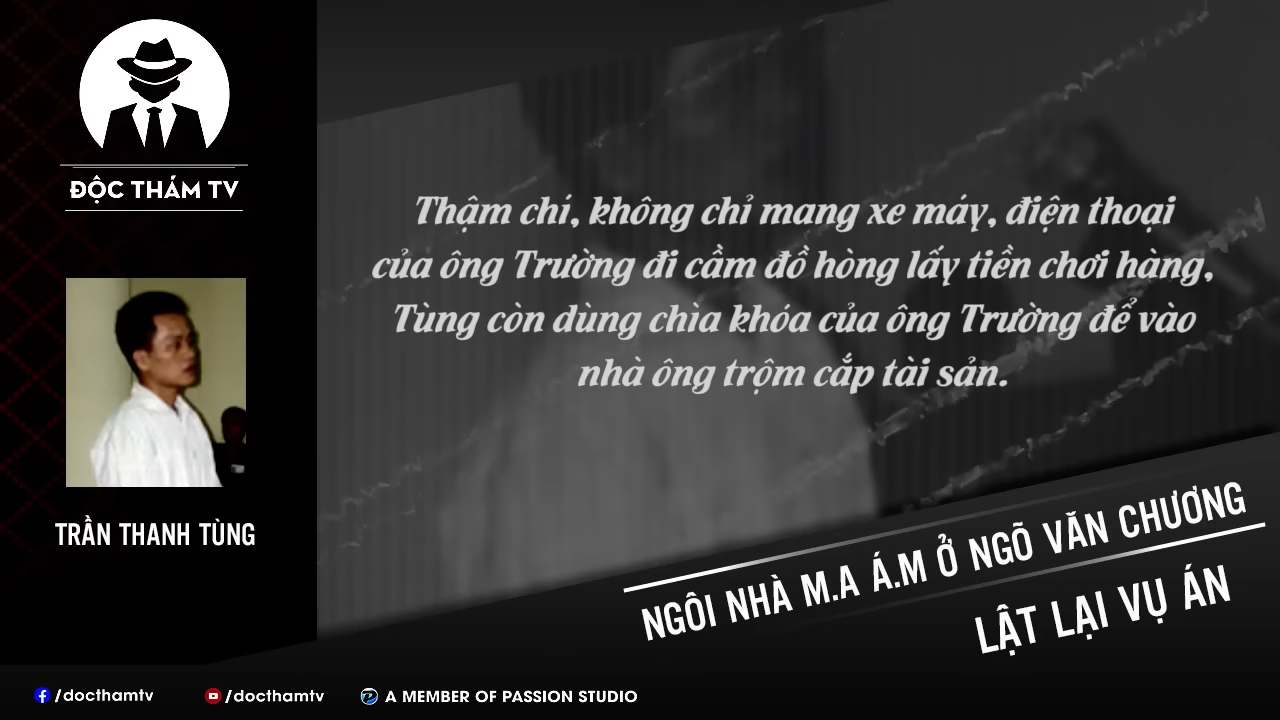 ĐỘC THÁM TV
TRẦN THANH TÙNG
Thậm chí, không chỉ mang xe máy, điện thoại
của ông Trường đi cầm đồ hòng lấy tiền chơi hàng,
Tùng còn dùng chìa khóa của ông Trường để vào
nhà ông trộm cắp tài sản.
NGÔI NHÀ M.A Á.M Ở NGÕ VĂN CHƯƠNG
LẬT LẠI VỤ ÁN
/docthamtv
/docthamtv
A MEMBER OF PASSION STUDIO